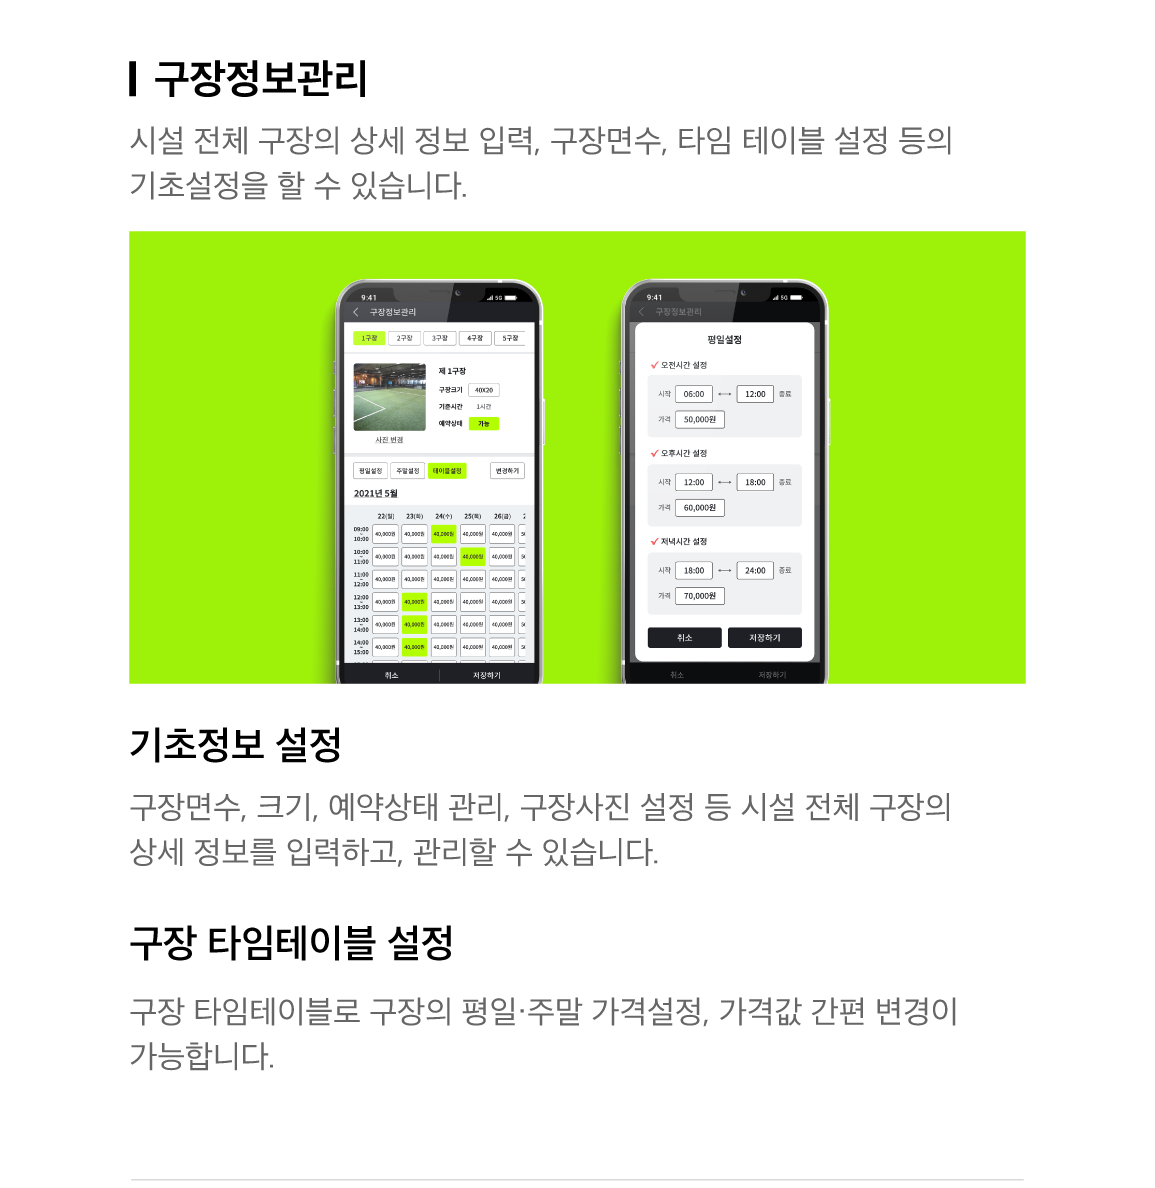 구장정보관리
시설 전체 구장의 상세 정보 입력, 구장면수, 타임 테이블 설정 등의
기초설정을 할 수 있습니다.
9:41 5G
구장정보관리
1구장 2구장 3구장 4구장 5구장
제 1구장
구장크기 40X20
기준시간 1시간
예약상태 가능
사진 변경
평일설정 주말설정 테이블설정 변경하기
2021년 5월
22(월) 23(화) 24(수) 25(목) 26(금) 2
09:00 ~ 10:00 40,000원 40,000원 40,000원 40,000원 40,000원 50
10:00 ~ 11:00 40,000원 40,000원 40,000원 40,000원 40,000원 50
11:00 ~ 12:00 40,000원 40,000원 40,000원 40,000원 40,000원 50
12:00 ~ 13:00 40,000원 40,000원 40,000원 40,000원 40,000원 50
13:00 ~ 14:00 40,000원 40,000원 40,000원 40,000원 40,000원 50
14:00 ~ 15:00 40,000원 40,000원 40,000원 40,000원 40,000원 50
취소 저장하기
9:41 5G
구장정보관리
평일설정
오전시간 설정
시작 06:00 12:00 종료
가격 50,000원
오후시간 설정
시작 12:00 18:00 종료
가격 60,000원
저녁시간 설정
시작 18:00 24:00 종료
가격 70,000원
취소 저장하기
취소 저장하기
기초정보 설정
구장면수, 크기, 예약상태 관리, 구장사진 설정 등 시설 전체 구장의
상세 정보를 입력하고, 관리할 수 있습니다.
구장 타임테이블 설정
구장 타임테이블로 구장의 평일·주말 가격설정, 가격값 간편 변경이
가능합니다.